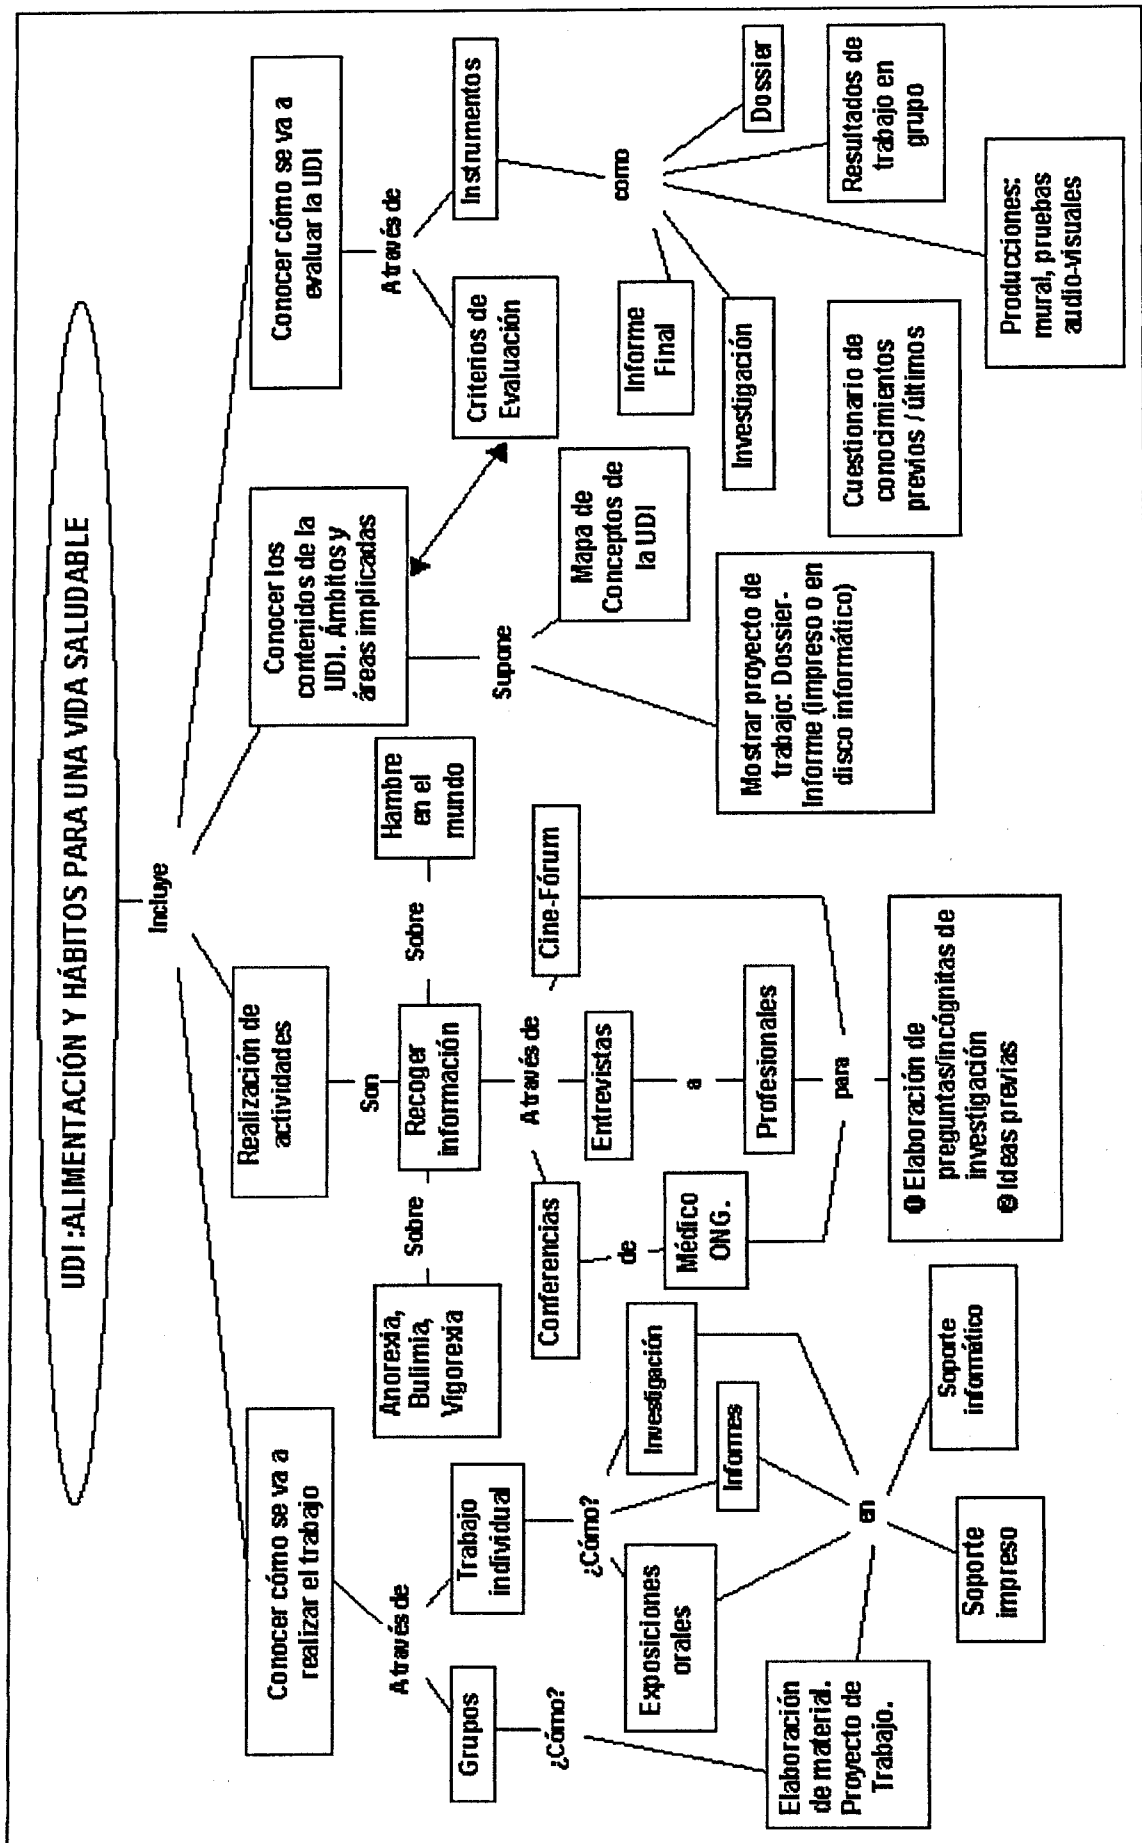 UDI:ALIMENTACIÓN Y HÁBITOS PARA UNA VIDA SALUDABLE
Incluye
Conocer cómo se va a
realizar el trabajo
A través de
Grupos
¿Cómo?
Elaboración
de material.
Proyecto de
Trabajo.
Trabajo
individual
¿Cómo?
Exposiciones
orales
Informes
Investigación
en
Soporte
impreso
Soporte
informático
Realización de
actividades
Son
Recoger
información
Sobre
Anorexia,
Bulimia,
Vigorexia
Sobre
Hambre
en el
mundo
A través de
Conferencias
de
Médico
ONG.
Entrevistas
a
Profesionales
Cine-Fórum
para
❶ Elaboración de
preguntas/incógnitas de
investigación
❷ Ideas previas
Conocer los
contenidos de la
UDI. Ámbitos y
áreas implicadas
Supone
Mostrar proyecto de
trabajo: Dossier-
Informe (impreso o en
disco informático)
Mapa de
Conceptos de
la UDI
Conocer cómo se va a
evaluar la UDI
A través de
Criterios de
Evaluación
Instrumentos
como
Informe
Final
Investigación
Cuestionario de
conocimientos
previos / últimos
Producciones:
mural, pruebas
audio-visuales
Resultados de
trabajo en
grupo
Dossier